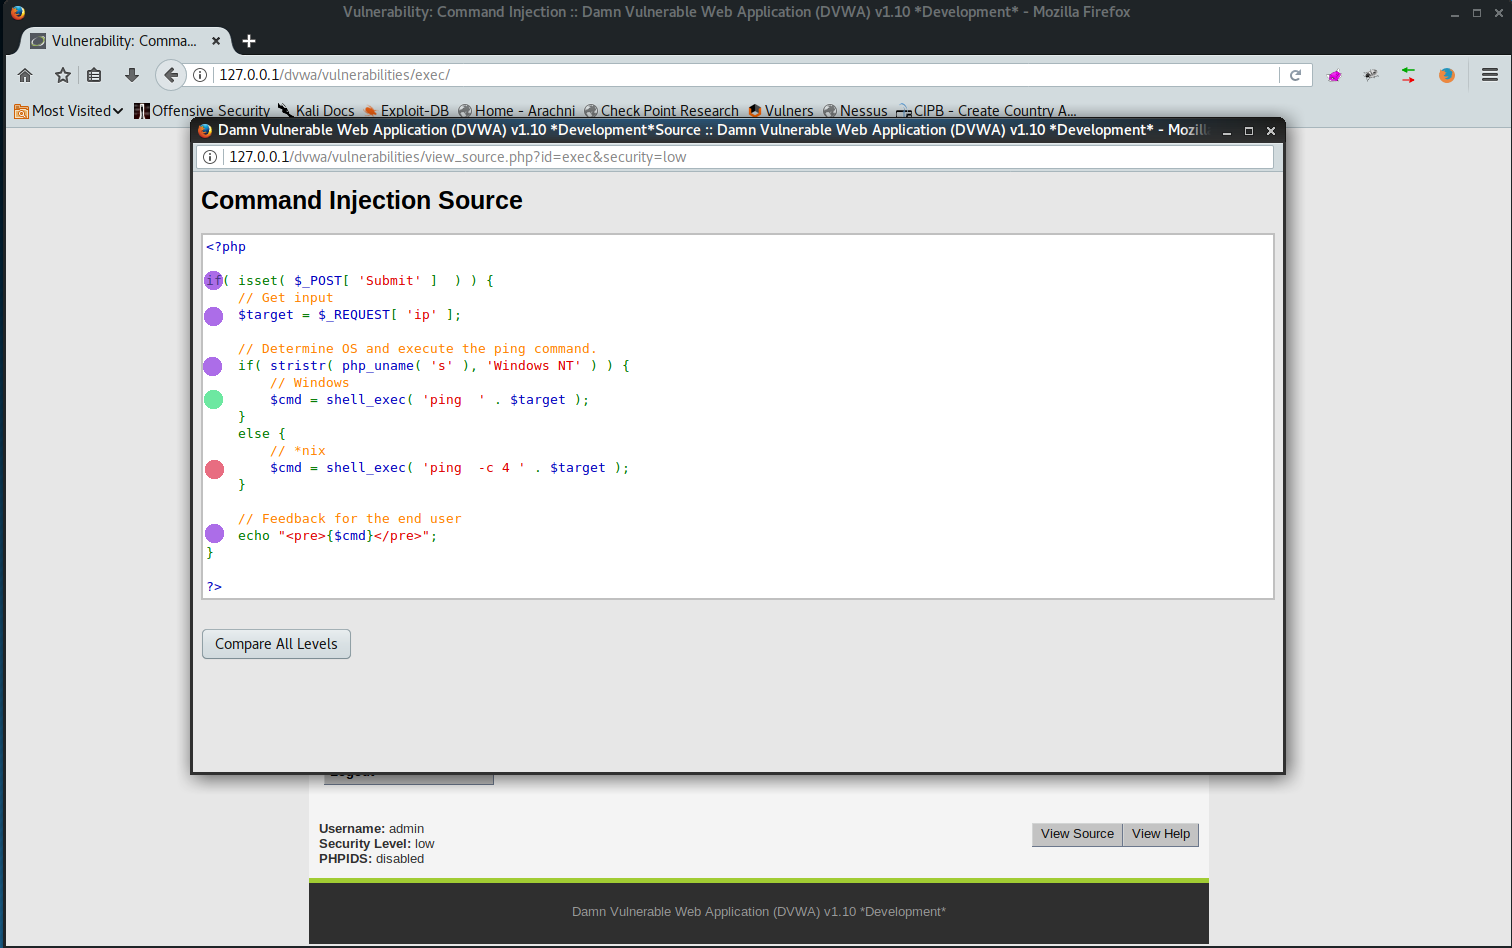 Vulnerability: Command Injection :: Damn Vulnerable Web Application (DVWA) v1.10 *Development* - Mozilla Firefox
Vulnerability: Comma...
127.0.0.1/dvwa/vulnerabilities/exec/
Most Visited Offensive Security Kali Docs Exploit-DB Home - Arachni Check Point Research Vulners Nessus CIPB - Create Country A...
Damn Vulnerable Web Application (DVWA) v1.10 *Development*Source :: Damn Vulnerable Web Application (DVWA) v1.10 *Development* - Mozill
127.0.0.1/dvwa/vulnerabilities/view_source.php?id=exec&security=low
Command Injection Source
<?php
if( isset( $_POST[ 'Submit' ]  ) ) {
    // Get input
    $target = $_REQUEST[ 'ip' ];
    // Determine OS and execute the ping command.
    if( stristr( php_uname( 's' ), 'Windows NT' ) ) {
        // Windows
        $cmd = shell_exec( 'ping  ' . $target );
    }
    else {
        // *nix
        $cmd = shell_exec( 'ping  -c 4 ' . $target );
    }
    // Feedback for the end user
    echo "<pre>{$cmd}</pre>";
}
?>
Compare All Levels
Logout
Username: admin
Security Level: low
PHPIDS: disabled
View Source View Help
Damn Vulnerable Web Application (DVWA) v1.10 *Development*